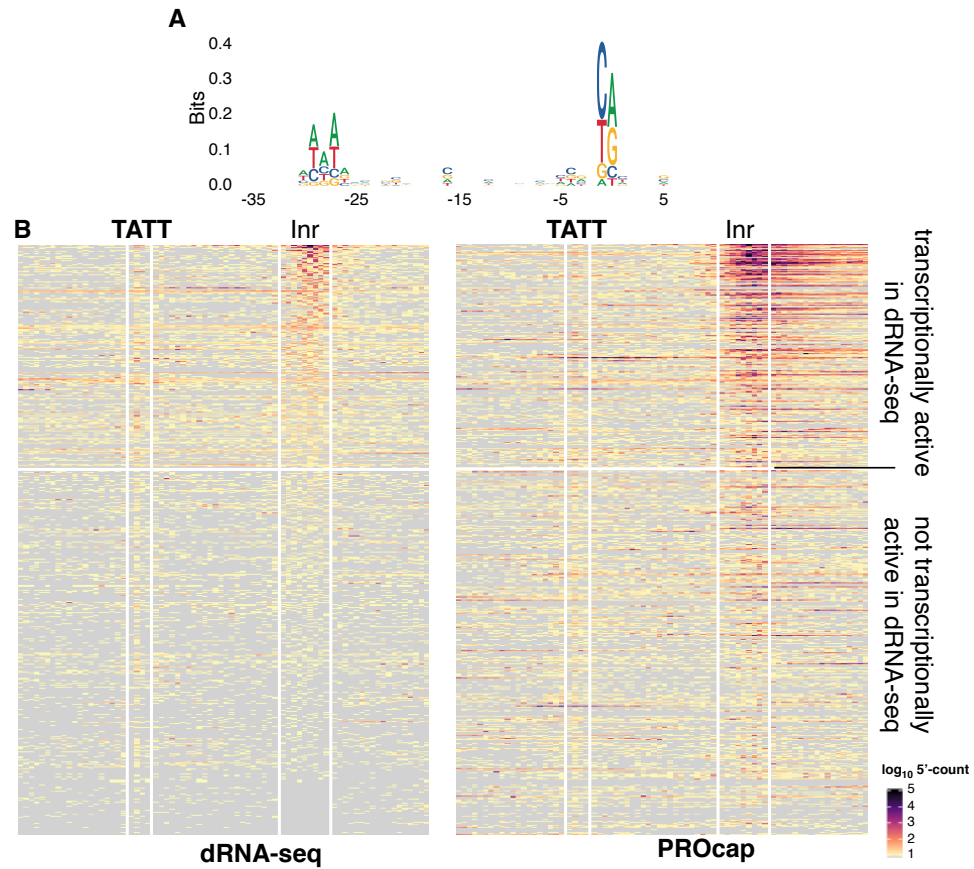 A
Bits
0.4
0.3
0.2
0.1
0.0
-35
-25
-15
-5
5
B
TATT
Inr
TATT
Inr
transcriptionally active
in dRNA-seq
not transcriptionally
active in dRNA-seq
log10 5'-count
5
4
3
2
1
dRNA-seq
PROcap